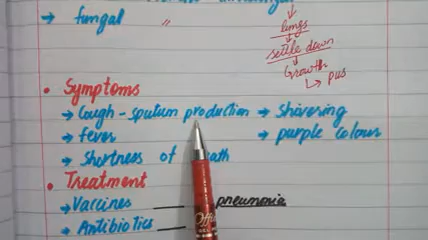 → fungal "
↓
lungs
↓
settle down
↓
Growth
↳ pus
• Symptoms
→ Cough - sputum production → Shivering
→ fever → purple colour
→ Shortness of ath
• Treatment
→ Vaccines — pneumonia
→ Antibiotics —